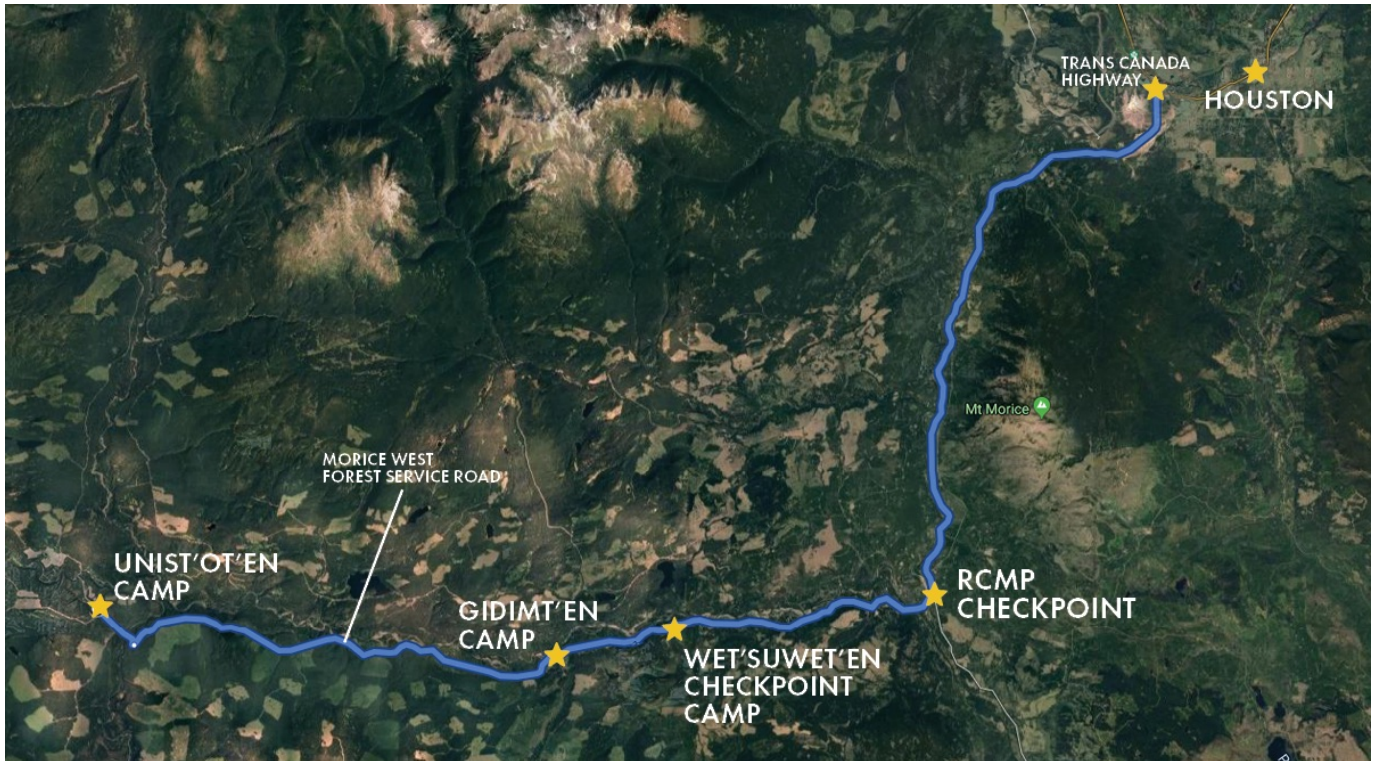 TRANS CANADA
HIGHWAY
HOUSTON
Mt Morice
MORICE WEST
FOREST SERVICE ROAD
UNIST’OT’EN
CAMP
GIDIMT’EN
CAMP
RCMP
CHECKPOINT
WET’SUWET’EN
CHECKPOINT
CAMP